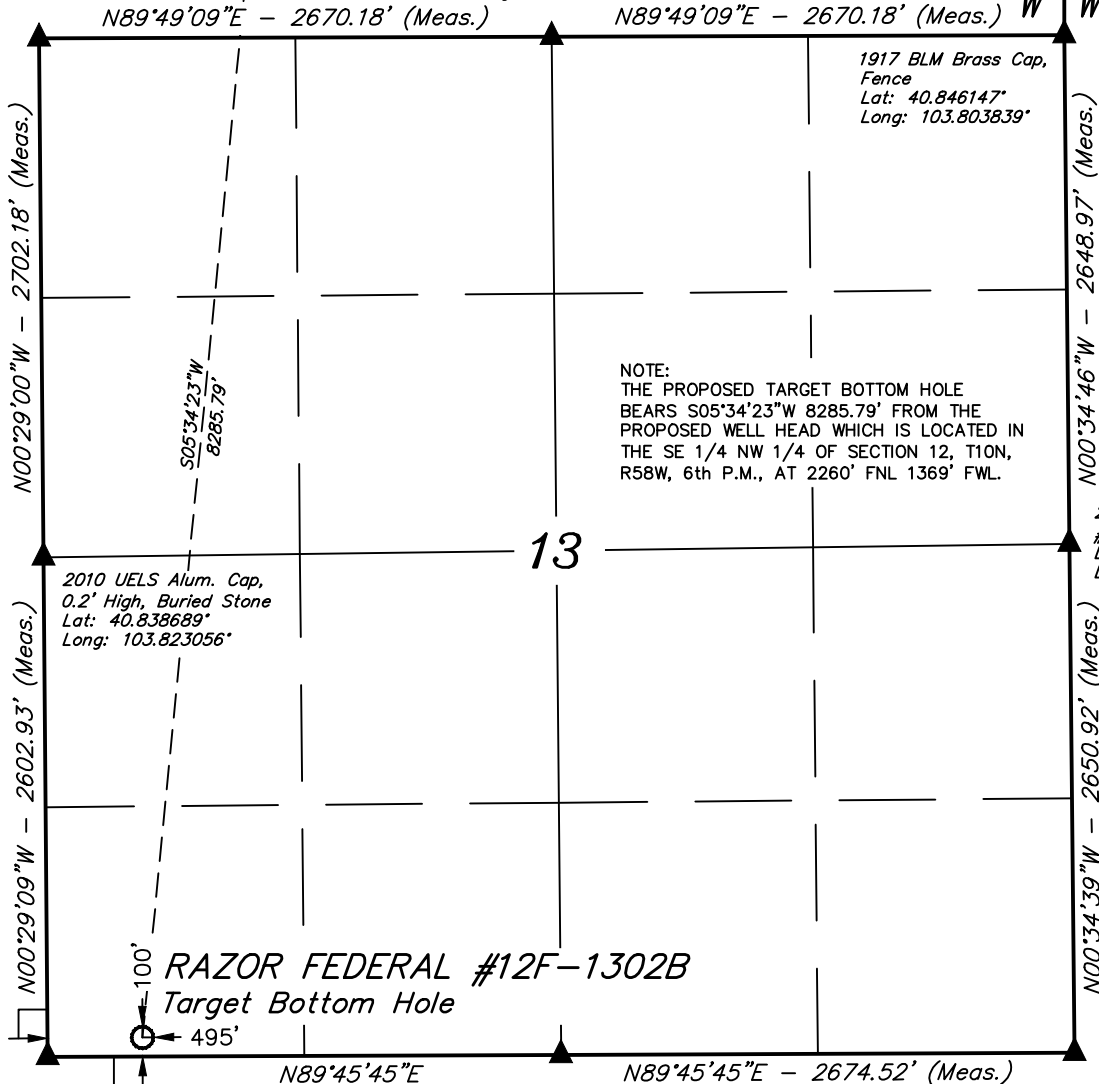 N89°49'09"E - 2670.18' (Meas.)
N89°49'09"E - 2670.18' (Meas.)
W
W
1917 BLM Brass Cap,
Fence
Lat: 40.846147°
Long: 103.803839°
N00°29'00"W - 2702.18' (Meas.)
N00°34'46"W - 2648.97' (Meas.)
S05°34'23"W
8285.79'
NOTE:
THE PROPOSED TARGET BOTTOM HOLE
BEARS S05°34'23"W 8285.79' FROM THE
PROPOSED WELL HEAD WHICH IS LOCATED IN
THE SE 1/4 NW 1/4 OF SECTION 12, T10N,
R58W, 6th P.M., AT 2260' FNL 1369' FWL.
13
2010 UELS Alum. Cap,
0.2' High, Buried Stone
Lat: 40.838689°
Long: 103.823056°
N00°29'09"W - 2602.93' (Meas.)
N00°34'39"W - 2650.92' (Meas.)
100'
RAZOR FEDERAL #12F-1302B
Target Bottom Hole
495'
N89°45'45"E
N89°45'45"E - 2674.52' (Meas.)